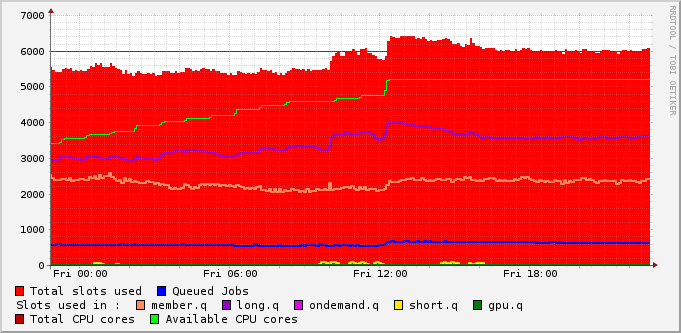 7000
6000
5000
4000
3000
2000
1000
0
Fri 00:00 Fri 06:00 Fri 12:00 Fri 18:00
RRDTOOL / TOBI OETIKER
Total slots used Queued Jobs
Slots used in : member.q long.q ondemand.q short.q gpu.q
Total CPU cores Available CPU cores